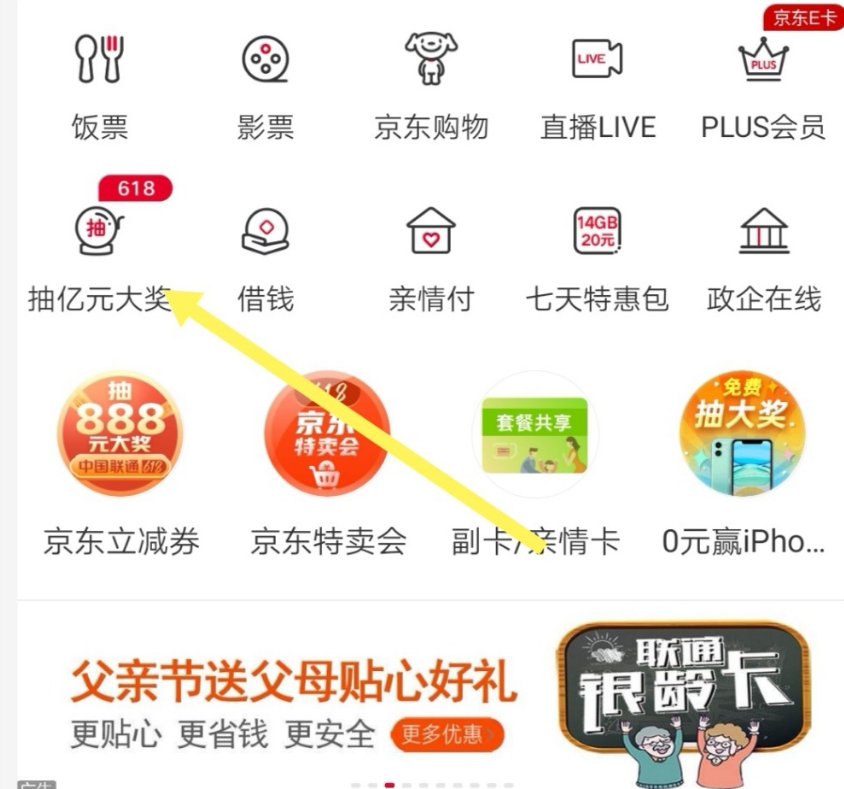 京东E卡
LIVE
PLUS
饭票
影票
京东购物
直播LIVE
PLUS会员
618
抽
14GB
20元
抽亿元大奖
借钱
亲情付
七天特惠包
政企在线
抽
888
元大奖
中国联通618
618
京东
特卖会
套餐共享
免费
抽大奖
京东立减券
京东特卖会
副卡/亲情卡
0元赢iPho...
父亲节送父母贴心好礼
更贴心 更省钱 更安全
更多优惠
联通
银龄卡
广告